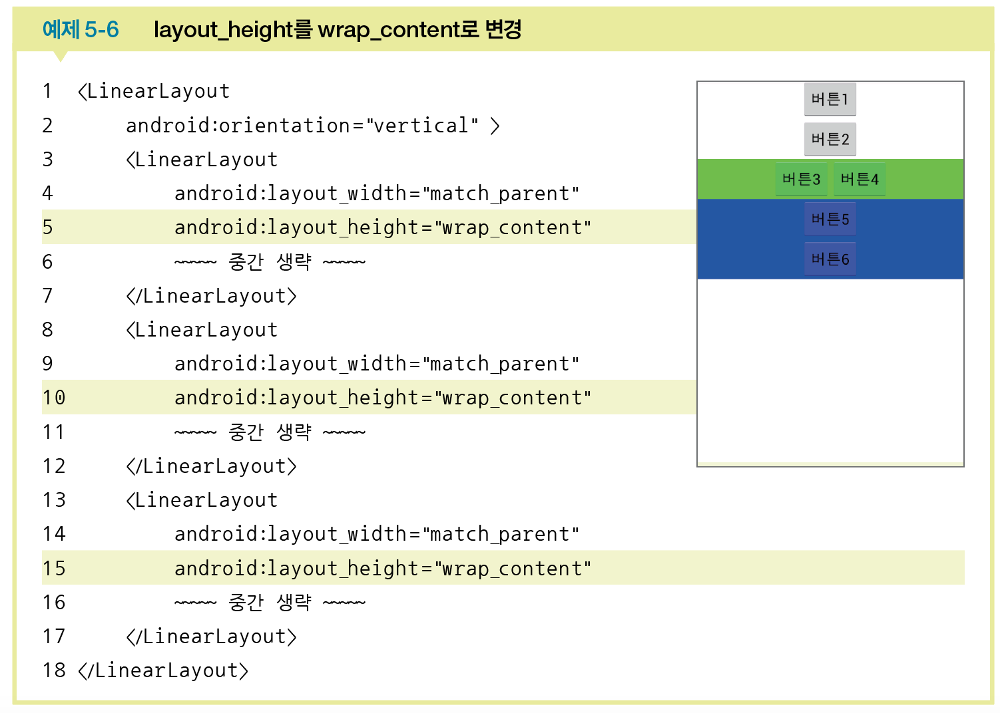 예제 5-6 layout_height를 wrap_content로 변경
1 <LinearLayout
2 android:orientation="vertical" >
3 <LinearLayout
4 android:layout_width="match_parent"
5 android:layout_height="wrap_content"
6 ~~~~~ 중간 생략 ~~~~~
7 </LinearLayout>
8 <LinearLayout
9 android:layout_width="match_parent"
10 android:layout_height="wrap_content"
11 ~~~~~ 중간 생략 ~~~~~
12 </LinearLayout>
13 <LinearLayout
14 android:layout_width="match_parent"
15 android:layout_height="wrap_content"
16 ~~~~~ 중간 생략 ~~~~~
17 </LinearLayout>
18 </LinearLayout>
버튼1
버튼2
버튼3 버튼4
버튼5
버튼6